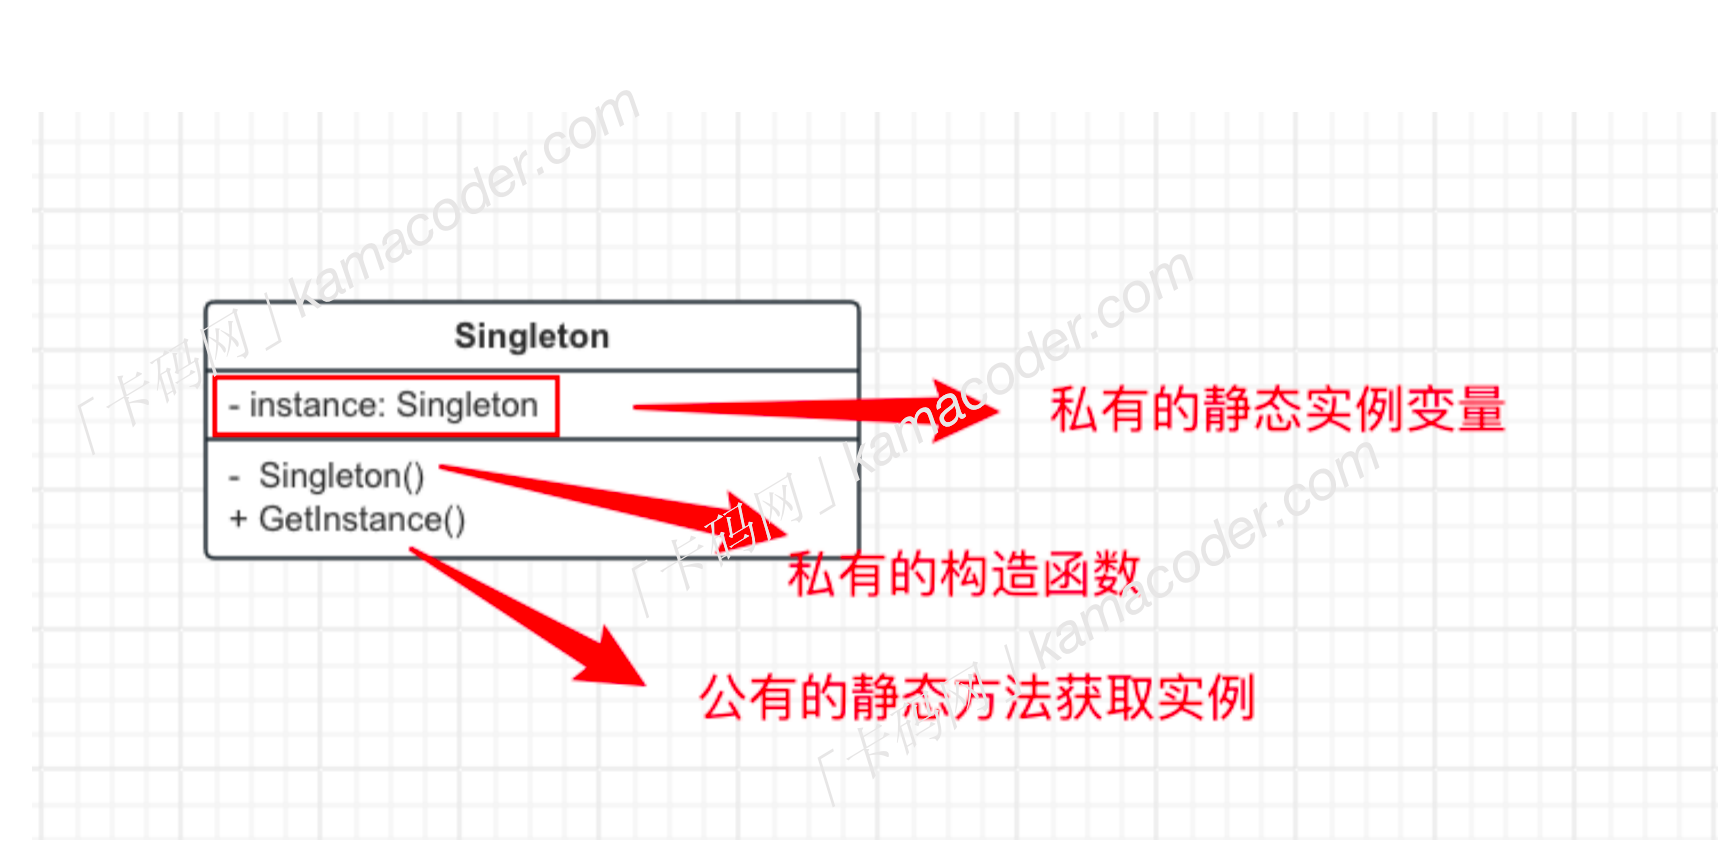 「卡码网」kamacoder.com
Singleton
- instance: Singleton
私有的静态实例变量
「卡码网」kamacoder.com
- Singleton()
+ GetInstance()
私有的构造函数
公有的静态方法获取实例
「卡码网」kamacoder.com